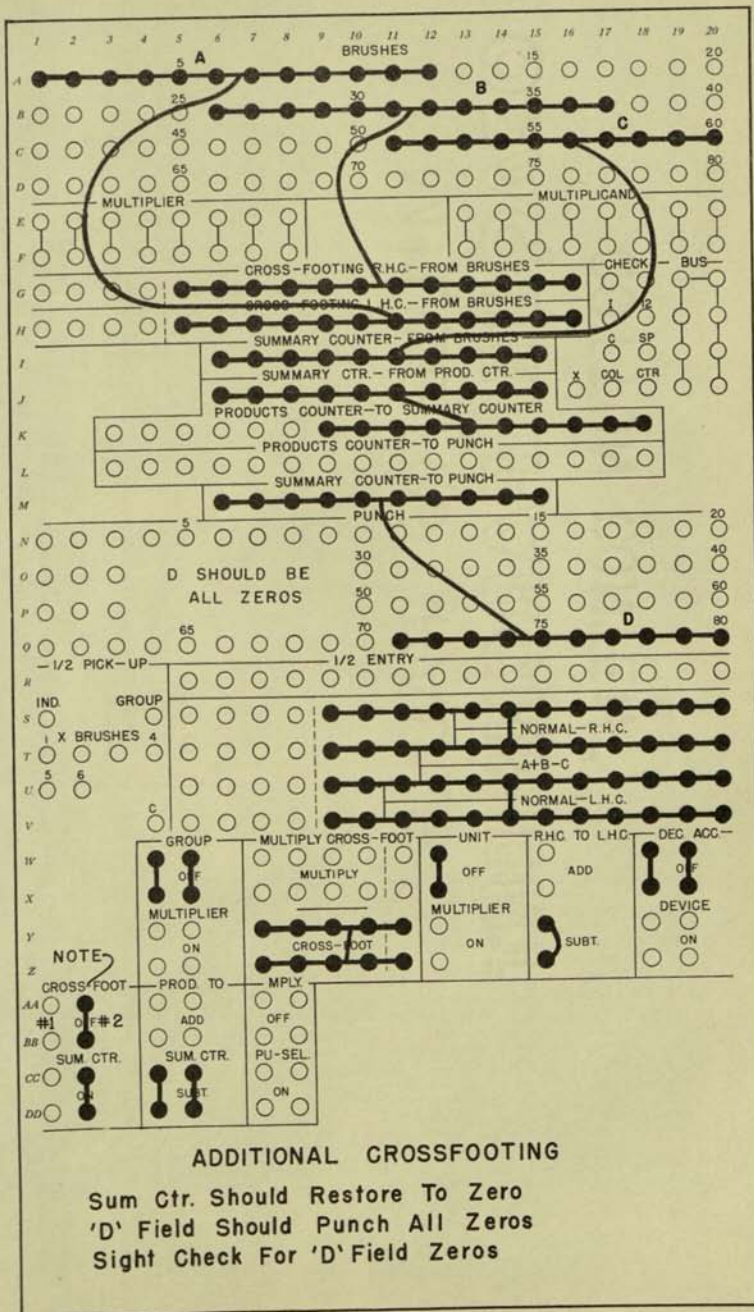 1 2 3 4 5 6 7 8 9 10 11 12 13 14 15 16 17 18 19 20
BRUSHES
A 5 A 15 20
B 25 30 B 35 40
C 45 50 55 C 60
D 65 70 75 80
MULTIPLIER MULTIPLICAND
E
F
CROSS-FOOTING R.H.C.-FROM BRUSHES CHECK BUS
G
CROSS-FOOTING L.H.C.-FROM BRUSHES 1 12
H
SUMMARY COUNTER-FROM BRUSHES C SP
I
SUMMARY CTR.-FROM PROD. CTR. X COL CTR
J
PRODUCTS COUNTER-TO SUMMARY COUNTER
K
PRODUCTS COUNTER-TO PUNCH
L
SUMMARY COUNTER-TO PUNCH
M
PUNCH
N 5 15 20
O D SHOULD BE 30 35 40
P ALL ZEROS 50 55 60
Q 65 70 75 D 80
1/2 PICK-UP 1/2 ENTRY
R
IND. GROUP
S
NORMAL-R.H.C.
1 X BRUSHES 4
T
A+B-C
5 6
U
NORMAL-L.H.C.
C
V
GROUP MULTIPLY CROSS-FOOT UNIT R.H.C. TO L.H.C. DEC. ACC.
W OFF MULTIPLY OFF ADD OFF
X
MULTIPLIER MULTIPLIER DEVICE
Y ON CROSS-FOOT ON SUBT. ON
Z
NOTE
CROSS-FOOT PROD. TO MPLY.
AA
#1 OFF #2 ADD OFF
BB
SUM. CTR. SUM. CTR. PU-SEL.
CC ON SUBT. ON
DD
ADDITIONAL CROSSFOOTING
Sum Ctr. Should Restore To Zero
'D' Field Should Punch All Zeros
Sight Check For 'D' Field Zeros